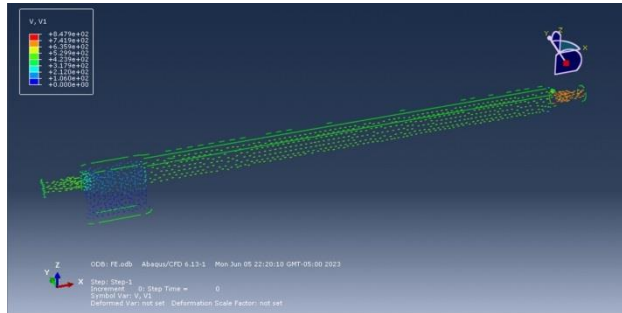 V, V1
+8.479e+02
+7.419e+02
+6.359e+02
+5.299e+02
+4.239e+02
+3.179e+02
+2.120e+02
+1.060e+02
+0.000e+00
Z
Y
X
Z
Y
X
ODB: FE.odb Abaqus/CFD 6.13-1 Mon Jun 05 22:20:10 GMT-05:00 2023
Step: Step-1
Increment 0: Step Time = 0
Symbol Var: V, V1
Deformed Var: not set Deformation Scale Factor: not set